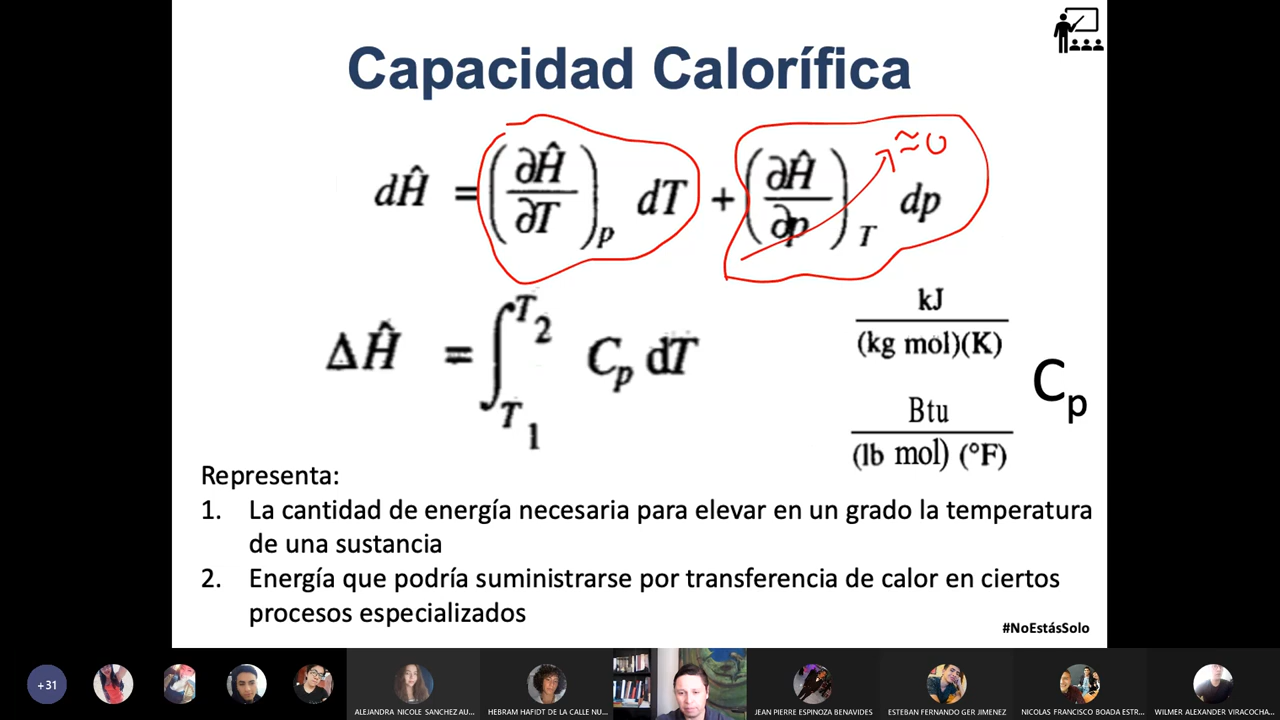 Capacidad Calorífica
dĤ = (∂Ĥ/∂T)p dT + (∂Ĥ/∂p)T dp
≈0
ΔĤ = ∫T1T2 Cp dT
kJ
(kg mol)(K)
Cp
Btu
(lb mol) (°F)
Representa:
1. La cantidad de energía necesaria para elevar en un grado la temperatura
de una sustancia
2. Energía que podría suministrarse por transferencia de calor en ciertos
procesos especializados
#NoEstásSolo
+31
ALEJANDRA NICOLE SANCHEZ AU...
HEBRAM HAFIDT DE LA CALLE NU...
JEAN PIERRE ESPINOZA BENAVIDES
ESTEBAN FERNANDO GER JIMENEZ
NICOLAS FRANCISCO BOADA ESTR...
WILMER ALEXANDER VIRACOCHA...